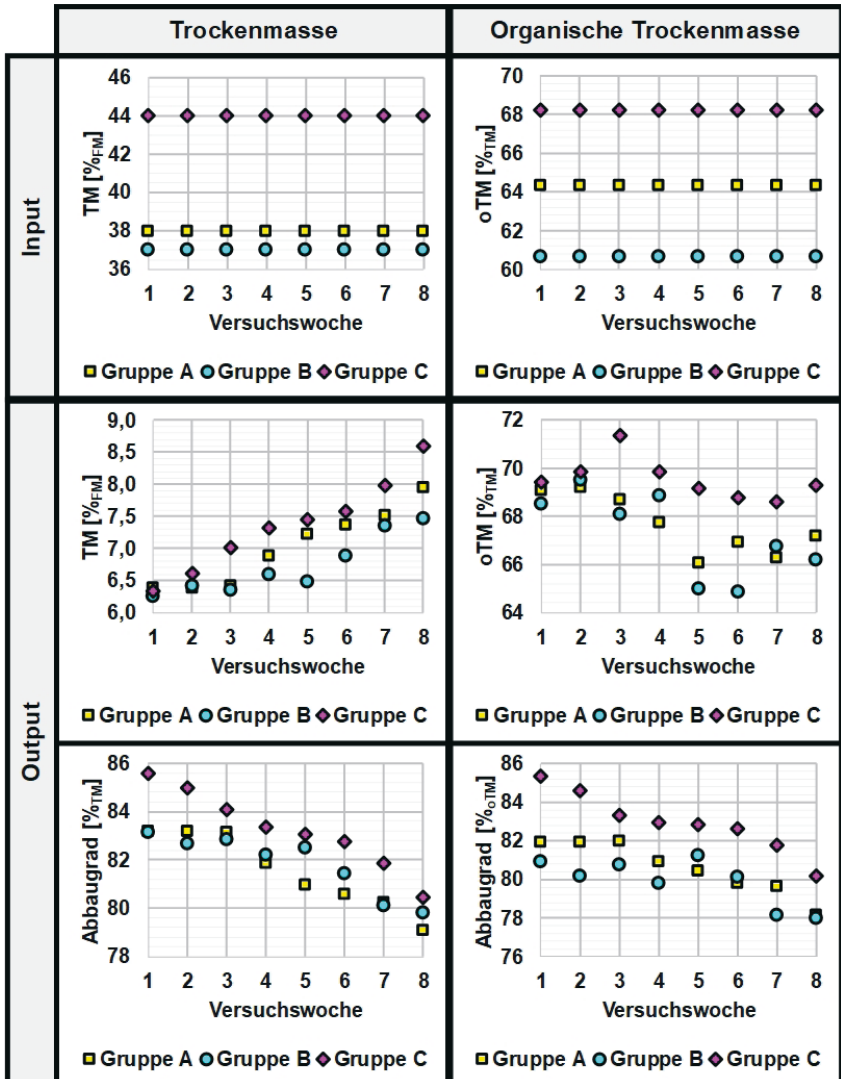 Trockenmasse
Organische Trockenmasse
Input
46
44
42
40
38
36
TM [%FM]
1 2 3 4 5 6 7 8
Versuchswoche
Gruppe A Gruppe B Gruppe C
70
68
66
64
62
60
oTM [%TM]
1 2 3 4 5 6 7 8
Versuchswoche
Gruppe A Gruppe B Gruppe C
Output
9,0
8,5
8,0
7,5
7,0
6,5
6,0
TM [%FM]
1 2 3 4 5 6 7 8
Versuchswoche
Gruppe A Gruppe B Gruppe C
72
70
68
66
64
oTM [%TM]
1 2 3 4 5 6 7 8
Versuchswoche
Gruppe A Gruppe B Gruppe C
86
84
82
80
78
Abbaugrad [%TM]
1 2 3 4 5 6 7 8
Versuchswoche
Gruppe A Gruppe B Gruppe C
86
84
82
80
78
76
Abbaugrad [%oTM]
1 2 3 4 5 6 7 8
Versuchswoche
Gruppe A Gruppe B Gruppe C